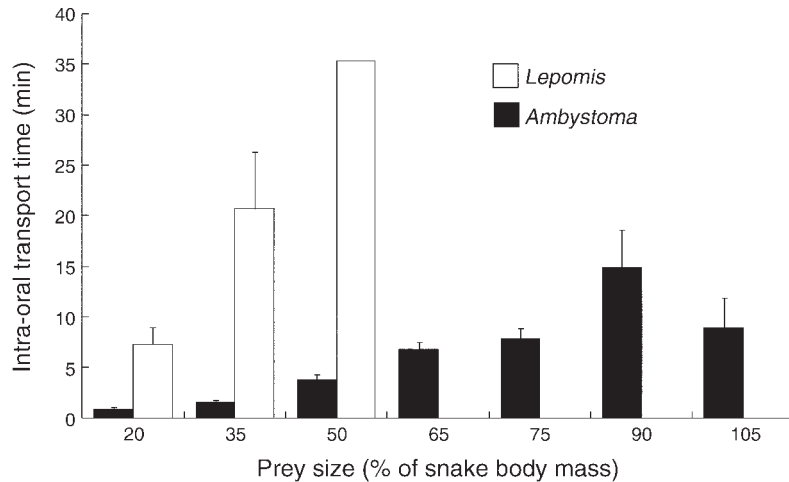 40
35
30
25
20
15
10
5
0
Intra-oral transport time (min)
Lepomis
Ambystoma
20 35 50 65 75 90 105
Prey size (% of snake body mass)